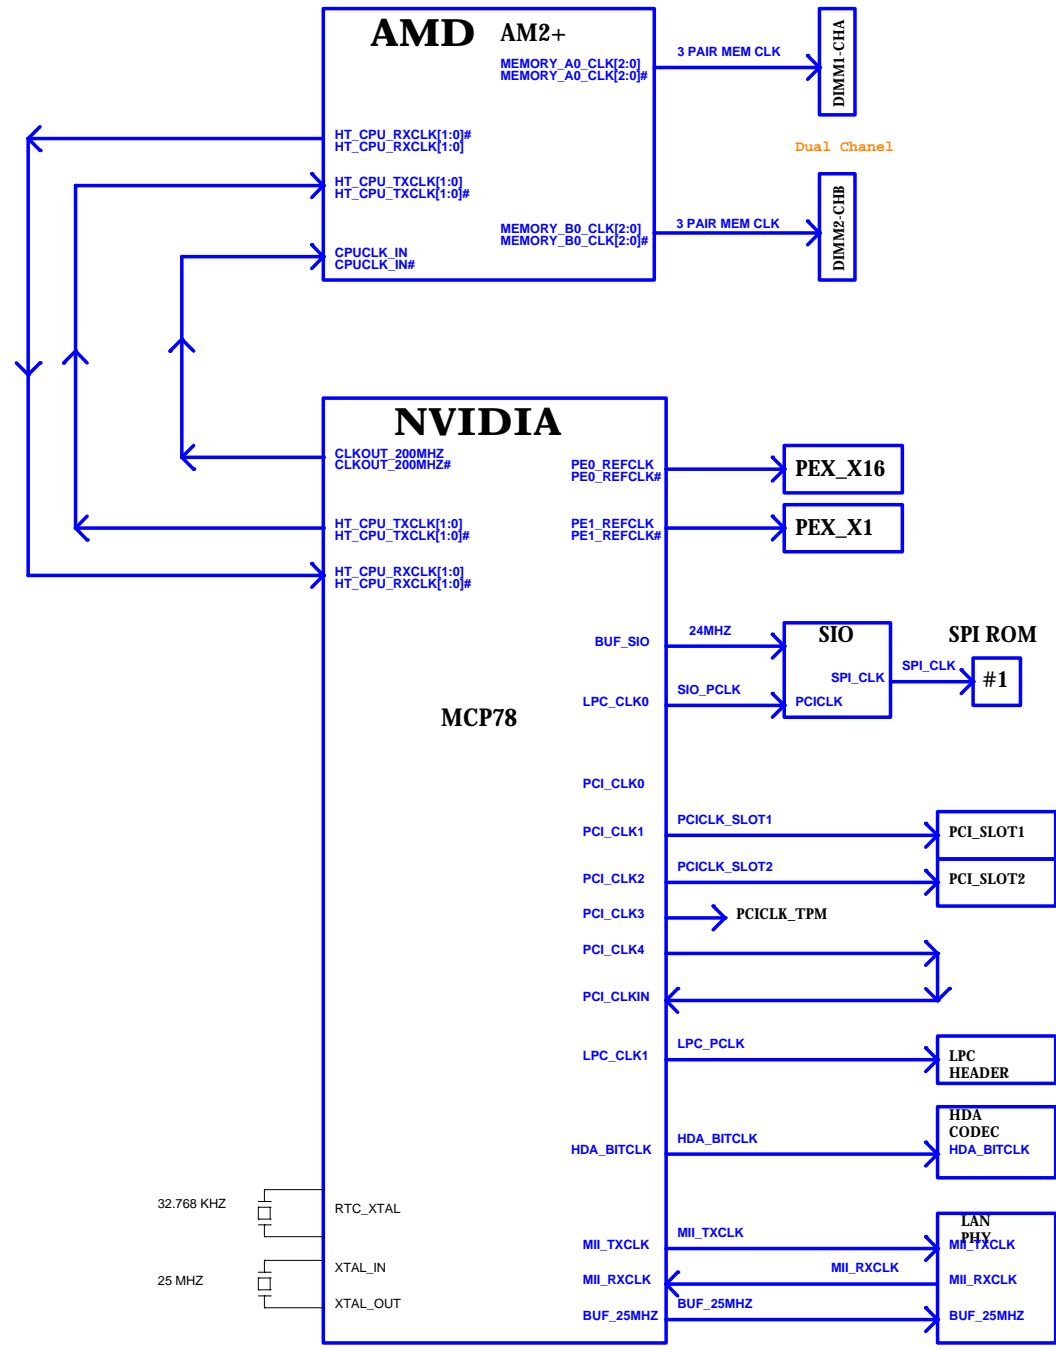 AMD AM2+
MEMORY_A0_CLK[2:0]
MEMORY_A0_CLK[2:0]#
3 PAIR MEM CLK
DIMM1-CHA
HT_CPU_RXCLK[1:0]#
HT_CPU_RXCLK[1:0]
Dual Chanel
HT_CPU_TXCLK[1:0]
HT_CPU_TXCLK[1:0]#
MEMORY_B0_CLK[2:0]
MEMORY_B0_CLK[2:0]#
3 PAIR MEM CLK
DIMM2-CHB
CPUCLK_IN
CPUCLK_IN#
NVIDIA
CLKOUT_200MHZ
CLKOUT_200MHZ#
PE0_REFCLK
PE0_REFCLK#
PEX_X16
HT_CPU_TXCLK[1:0]
HT_CPU_TXCLK[1:0]#
PE1_REFCLK
PE1_REFCLK#
PEX_X1
HT_CPU_RXCLK[1:0]
HT_CPU_RXCLK[1:0]#
BUF_SIO
24MHZ
SIO
SPI ROM
SPI_CLK
SPI_CLK
#1
LPC_CLK0
SIO_PCLK
PCICLK
MCP78
PCI_CLK0
PCI_CLK1
PCICLK_SLOT1
PCI_SLOT1
PCI_CLK2
PCICLK_SLOT2
PCI_SLOT2
PCI_CLK3
PCICLK_TPM
PCI_CLK4
PCI_CLKIN
LPC_CLK1
LPC_PCLK
LPC
HEADER
HDA
CODEC
HDA_BITCLK
HDA_BITCLK
HDA_BITCLK
32.768 KHZ
RTC_XTAL
LAN
PHY
MII_TXCLK
MII_TXCLK
MII_TXCLK
25 MHZ
XTAL_IN
MII_RXCLK
MII_RXCLK
MII_RXCLK
XTAL_OUT
BUF_25MHZ
BUF_25MHZ
BUF_25MHZ